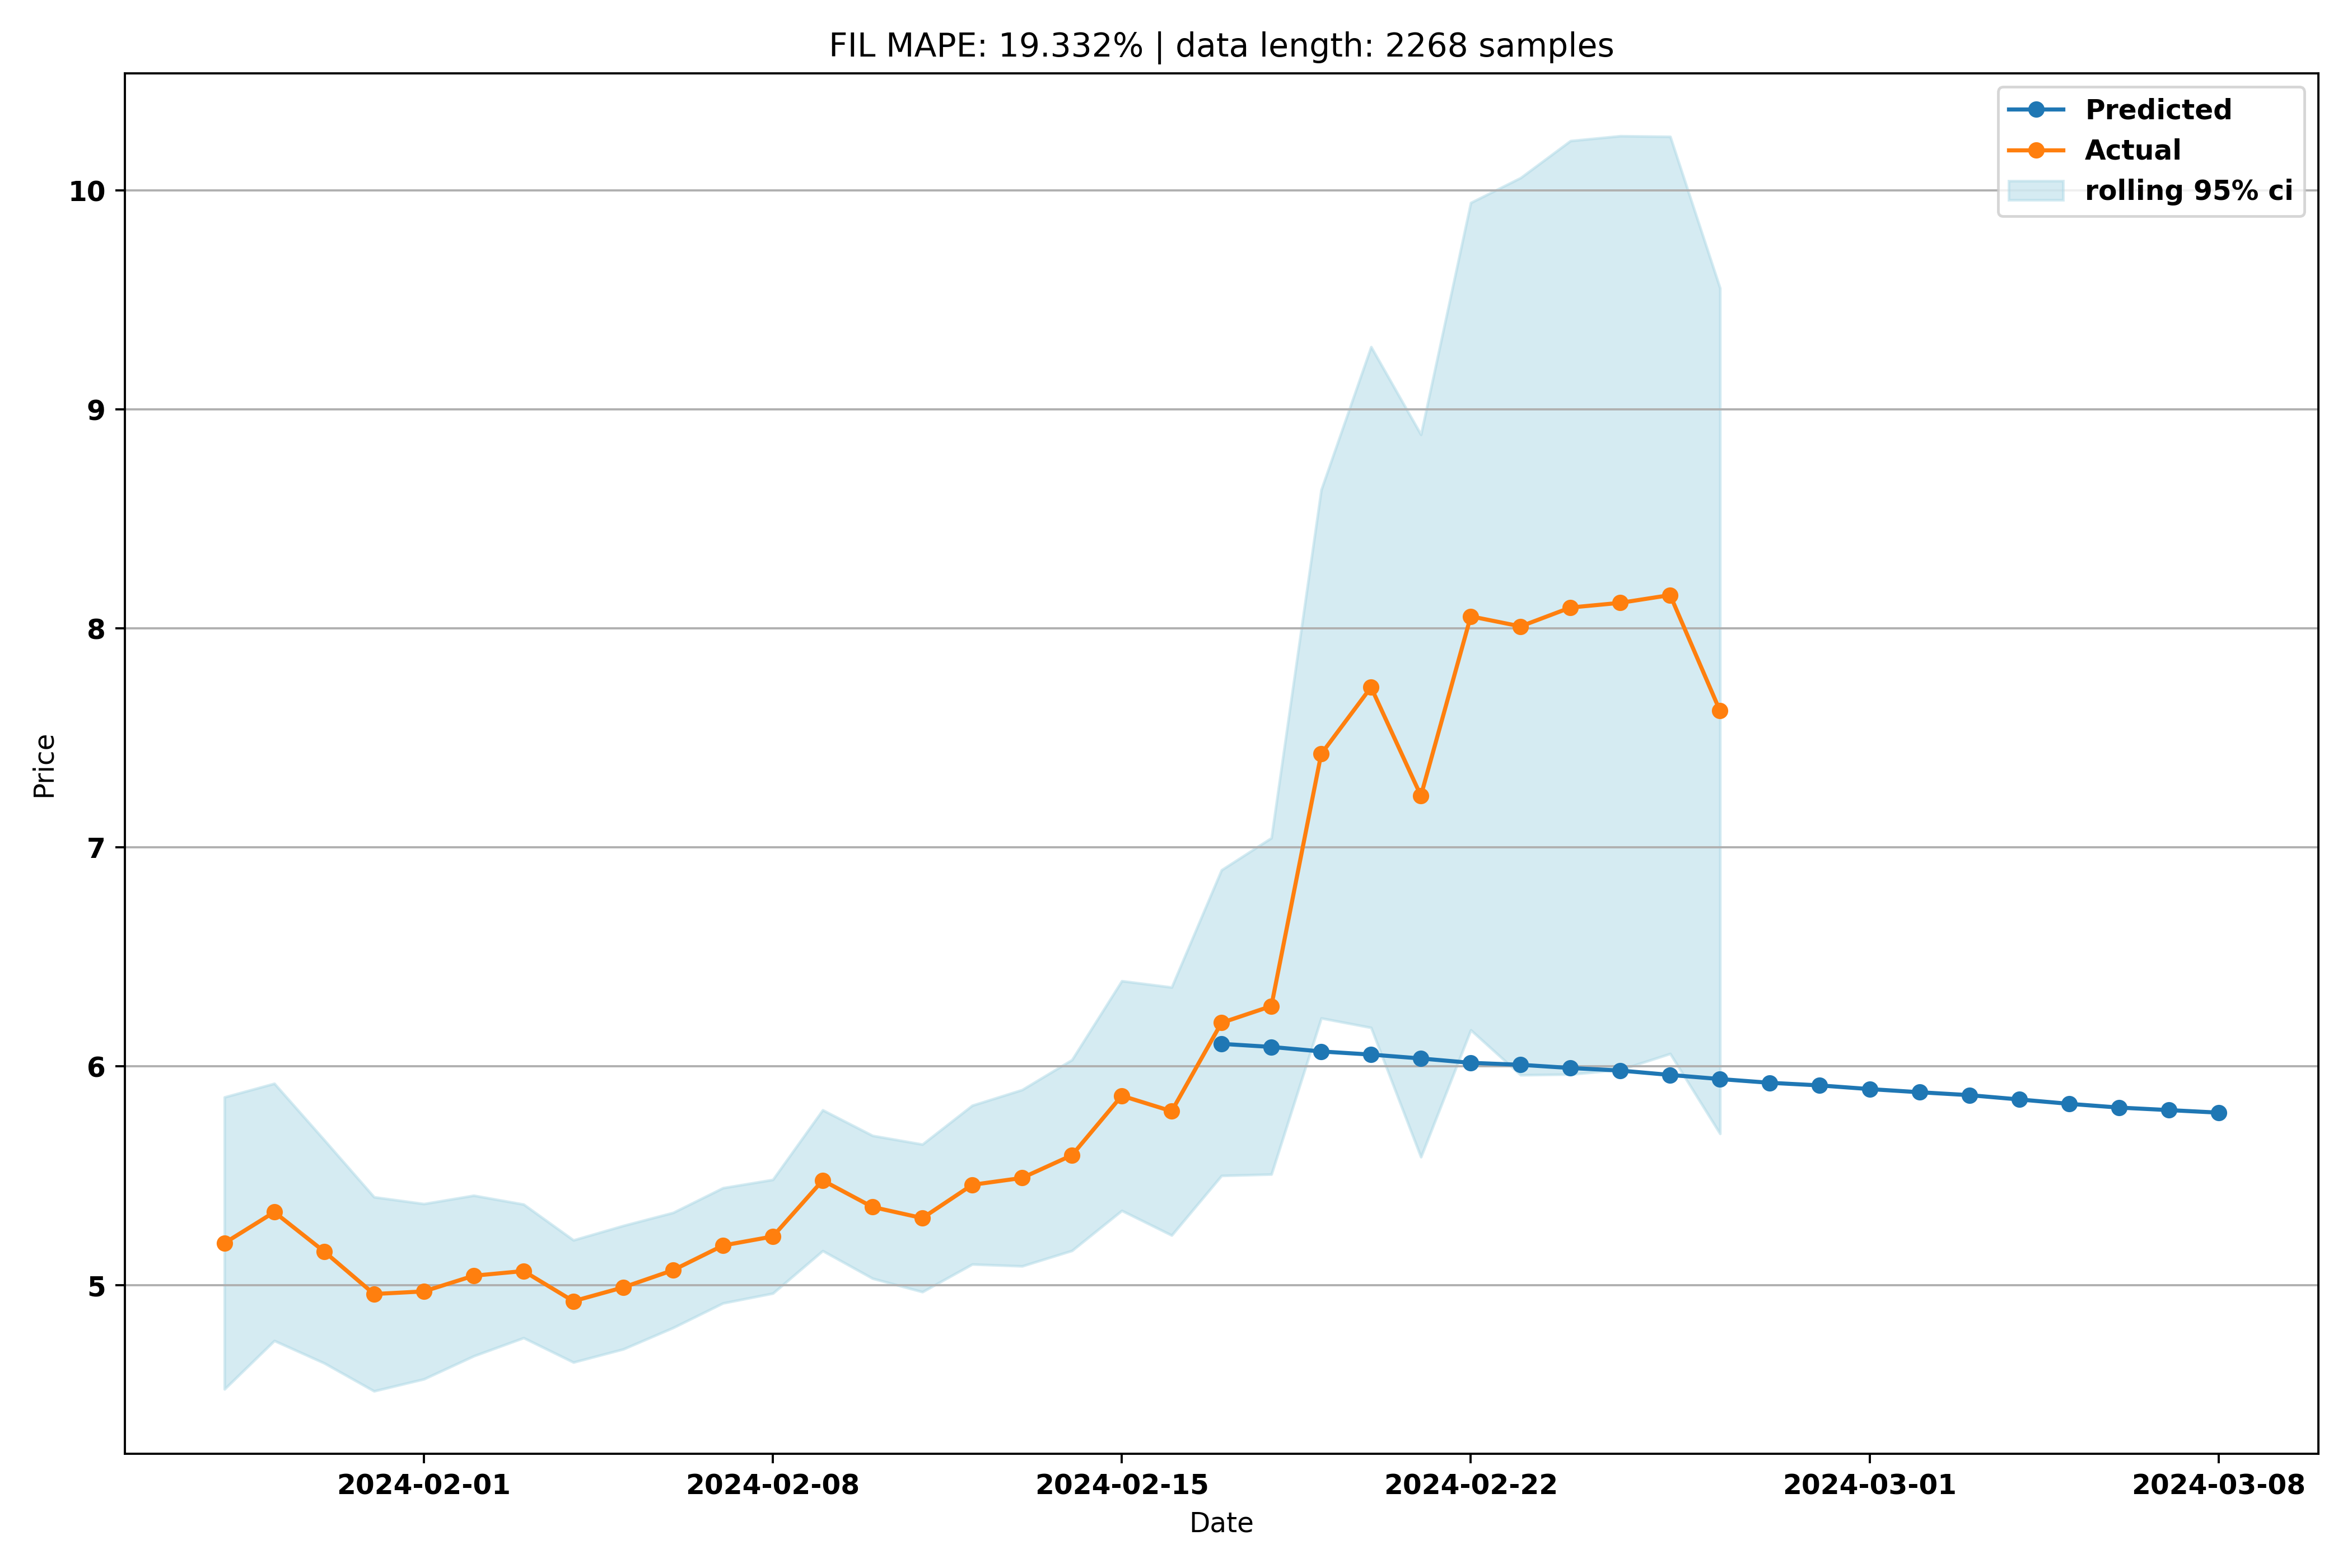 FIL MAPE: 19.332% | data length: 2268 samples
Predicted
Actual
rolling 95% ci
10
9
8
7
6
5
Price
2024-02-01
2024-02-08
2024-02-15
2024-02-22
2024-03-01
2024-03-08
Date